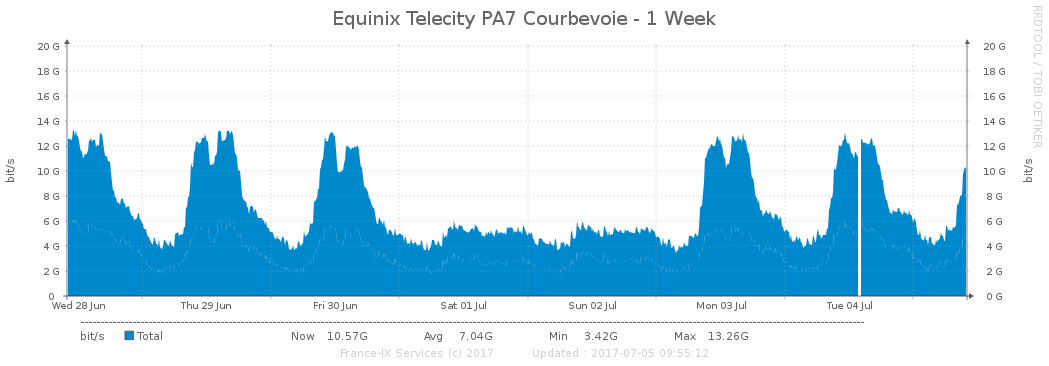 Equinix Telecity PA7 Courbevoie - 1 Week
RRDTOOL / TOBI OETIKER
bit/s
20 G 20 G
18 G 18 G
16 G 16 G
14 G 14 G
12 G 12 G
10 G 10 G
8 G 8 G
6 G 6 G
4 G 4 G
2 G 2 G
0 0 G
bit/s
Wed 28 Jun Thu 29 Jun Fri 30 Jun Sat 01 Jul Sun 02 Jul Mon 03 Jul Tue 04 Jul
bit/s Total Now 10.57G Avg 7.04G Min 3.42G Max 13.26G
France-IX Services (c) 2017 Updated : 2017-07-05 09:55:12